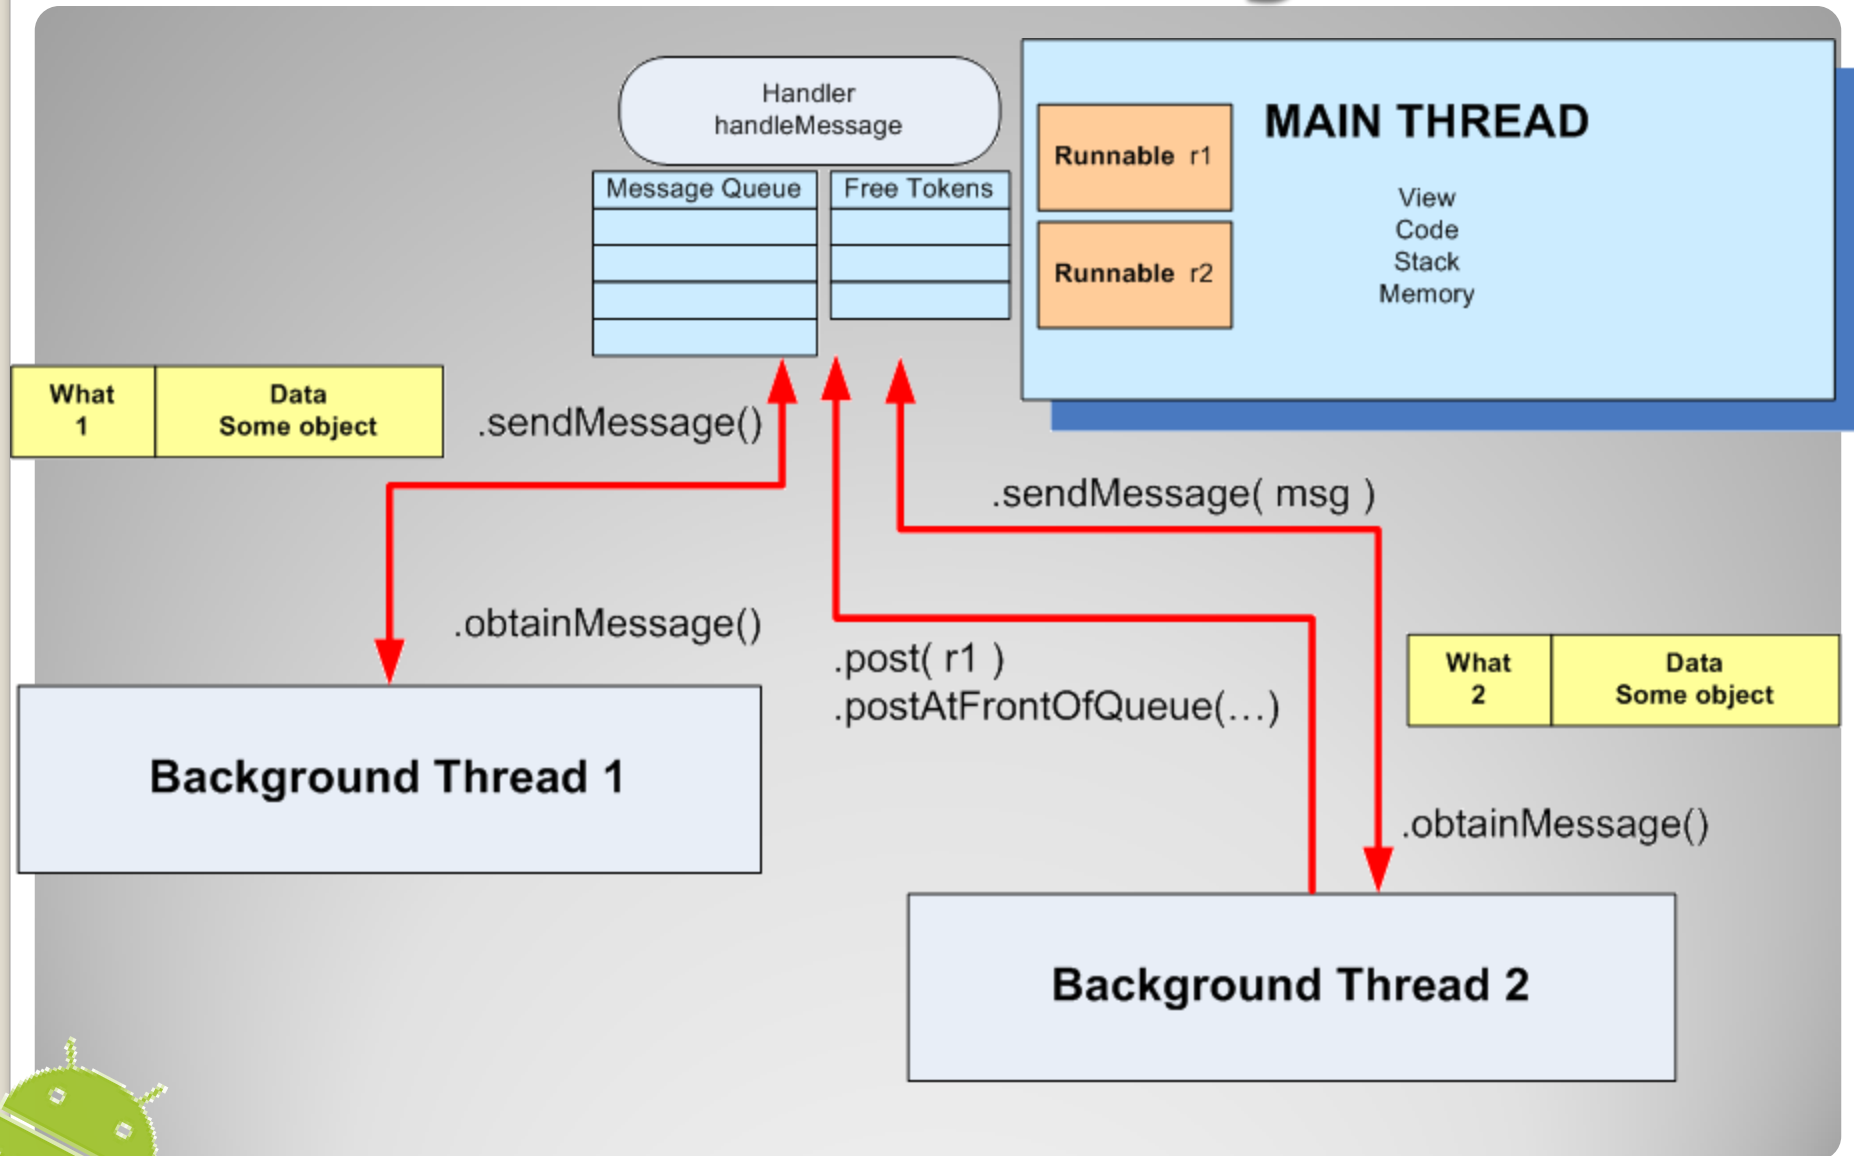 Handler
handleMessage
Message Queue
Free Tokens
Runnable r1
Runnable r2
MAIN THREAD
View
Code
Stack
Memory
What
1
Data
Some object
.sendMessage()
.sendMessage( msg )
.obtainMessage()
.post( r1 )
.postAtFrontOfQueue(…)
What
2
Data
Some object
Background Thread 1
.obtainMessage()
Background Thread 2